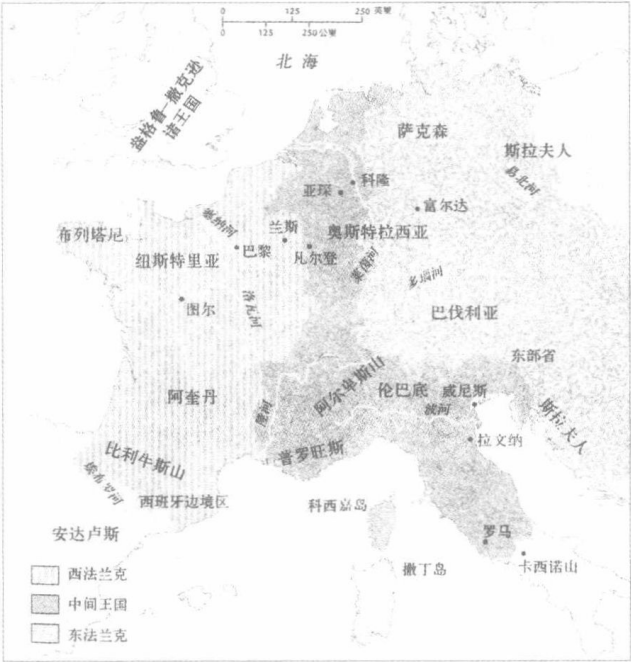 0 125 250 英里
0 125 250公里
北海
盎格鲁-撒克逊
诸王国
萨克森
斯拉夫人
易北河
科隆
亚琛
富尔达
塞纳河
兰斯
奥斯特拉西亚
布列塔尼
巴黎
凡尔登
纽斯特里亚
莱茵河
多瑙河
图尔
洛瓦河
巴伐利亚
东部省
阿尔卑斯山
阿奎丹
伦巴底
威尼斯
波河
斯拉夫人
拉文纳
普罗旺斯
比利牛斯山
埃布罗河
西班牙边境区
科西嘉岛
安达卢斯
罗马
撒丁岛
卡西诺山
西法兰克
中间王国
东法兰克